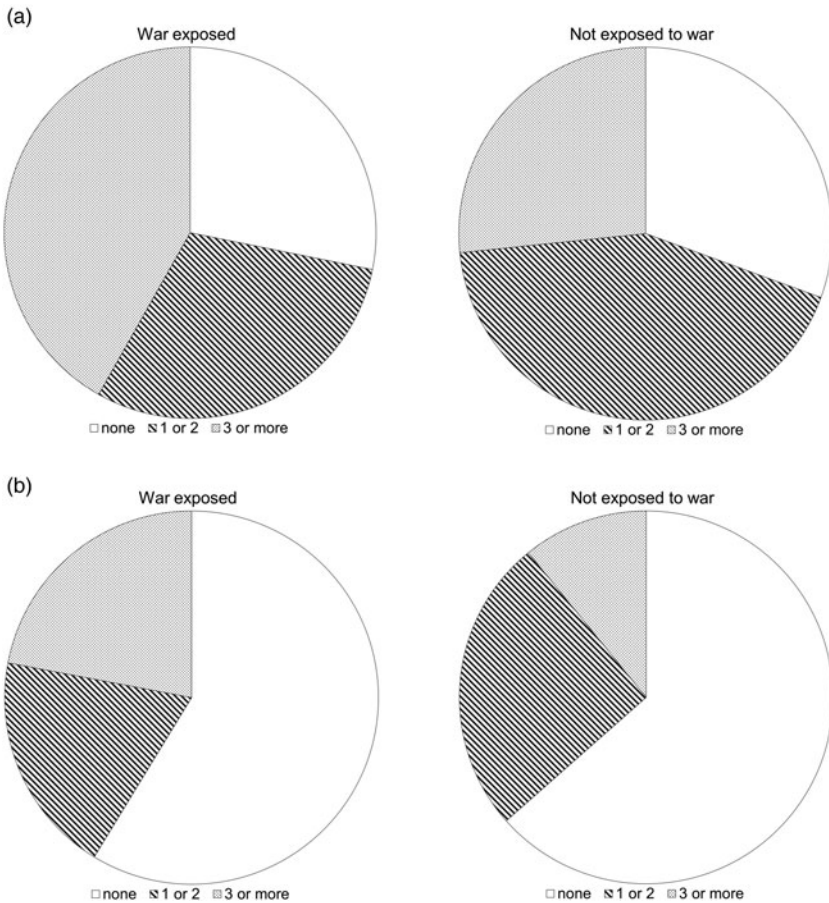 (a)
War exposed
Not exposed to war
none 1 or 2 3 or more
none 1 or 2 3 or more
(b)
War exposed
Not exposed to war
none 1 or 2 3 or more
none 1 or 2 3 or more